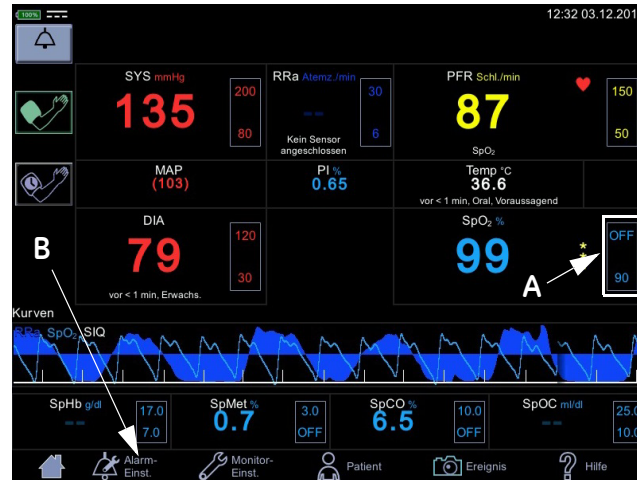 100%
12:32 03.12.201
SYS mmHg
135
200
80
RRa Atemz./min
--
30
6
Kein Sensor
angeschlossen
PFR Schl./min
87
150
50
SpO₂
MAP
(103)
PI %
0.65
Temp °C
36.6
vor < 1 min, Oral, Voraussagend
DIA
79
120
30
vor < 1 min, Erwachs.
SpO₂ %
99
***
OFF
90
A
B
Kurven
RRa SpO₂ SIQ
SpHb g/dl
--
17.0
7.0
SpMet %
0.7
3.0
OFF
SpCO %
6.5
10.0
OFF
SpOC ml/dl
--
25.0
10.0
Alarm-
Einst.
Monitor-
Einst.
Patient
Ereignis
Hilfe